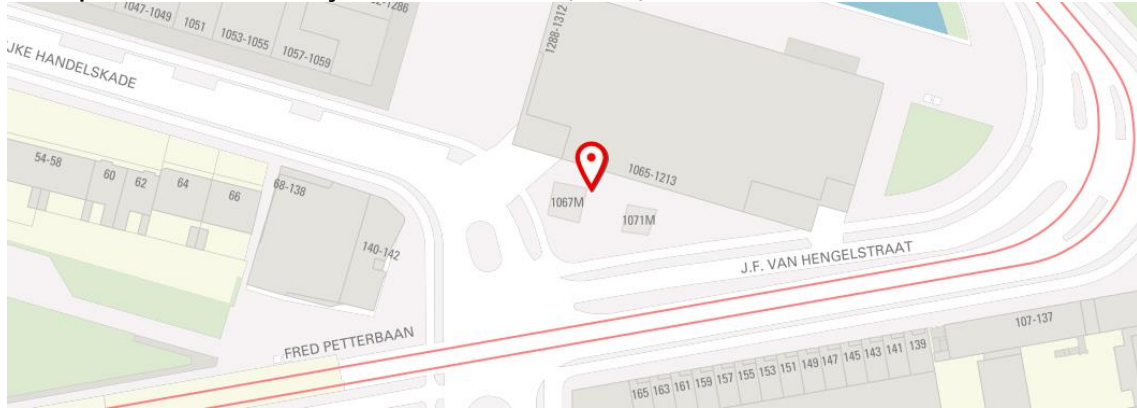 1047-1049
1051
1053-1055
1057-1059
-1286
1288-1312
JKE HANDELSKADE
54-58
60
62
64
66
68-138
140-142
1067M
1071M
1065-1213
J.F. VAN HENGELSTRAAT
FRED PETTERBAAN
107-137
165 163 161 159 157 155 153 151 149 147 145 143 141 139